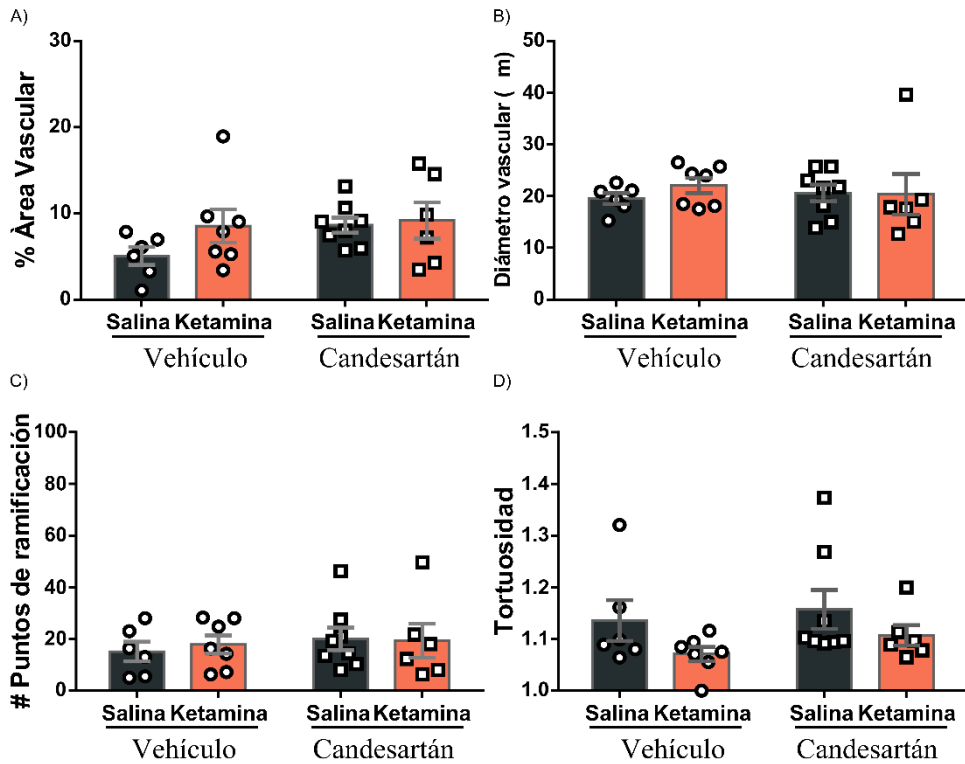 A)
% Àrea Vascular
30
20
10
0
Salina Ketamina Salina Ketamina
Vehículo Candesartán
B)
Diámetro vascular ( m)
50
40
30
20
10
0
Salina Ketamina Salina Ketamina
Vehículo Candesartán
C)
# Puntos de ramificación
100
80
60
40
20
0
Salina Ketamina Salina Ketamina
Vehículo Candesartán
D)
Tortuosidad
1.5
1.4
1.3
1.2
1.1
1.0
Salina Ketamina Salina Ketamina
Vehículo Candesartán